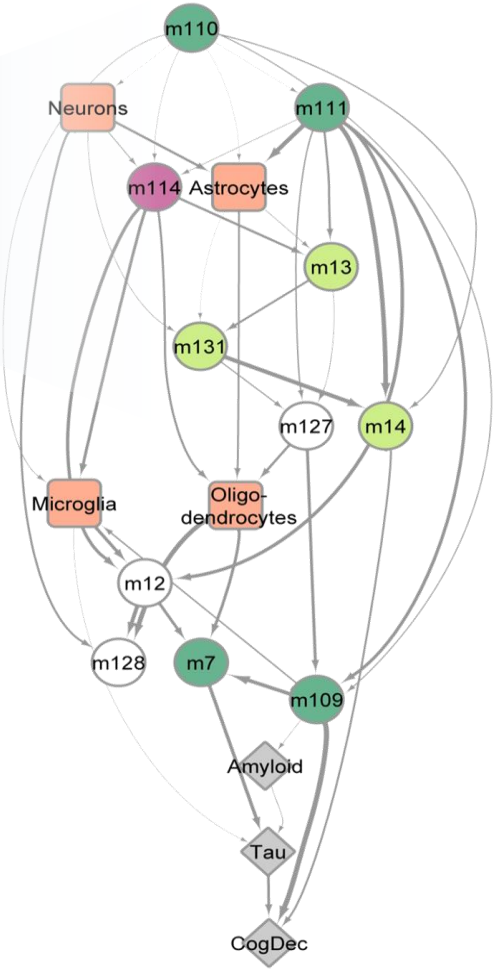 m110
Neurons
m111
m114
Astrocytes
m13
m131
m127
m14
Microglia
Oligo-
dendrocytes
m12
m128
m7
m109
Amyloid
Tau
CogDec